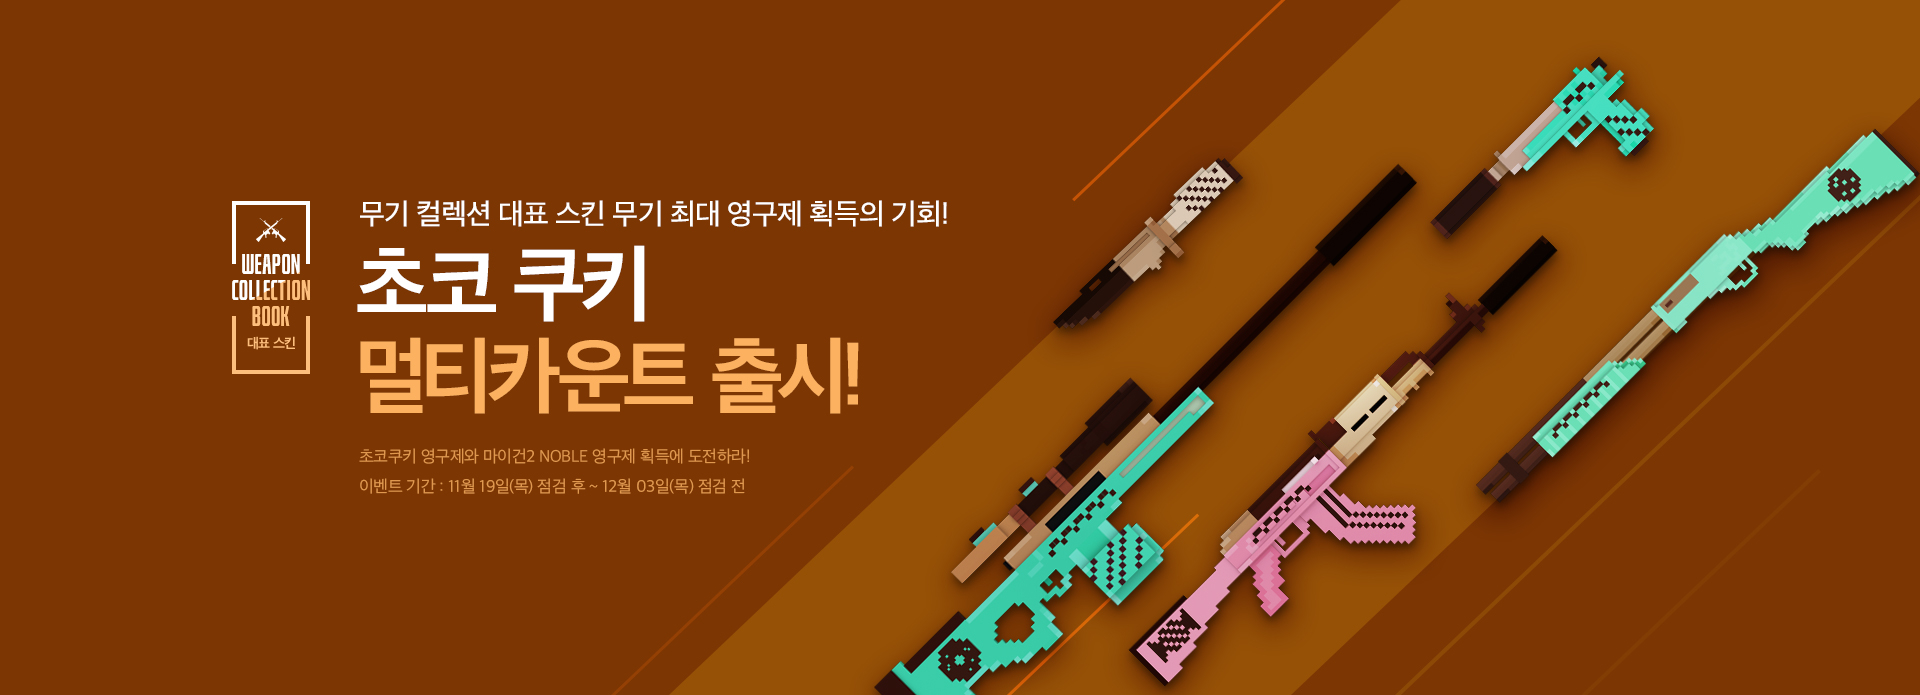 WEAPON
COLLECTION
BOOK
대표 스킨
무기 컬렉션 대표 스킨 무기 최대 영구제 획득의 기회!
초코 쿠키
멀티카운트 출시!
초코쿠키 영구제와 마이건2 NOBLE 영구제 획득에 도전하라!
이벤트 기간 : 11월 19일(목) 점검 후 ~ 12월 03일(목) 점검 전